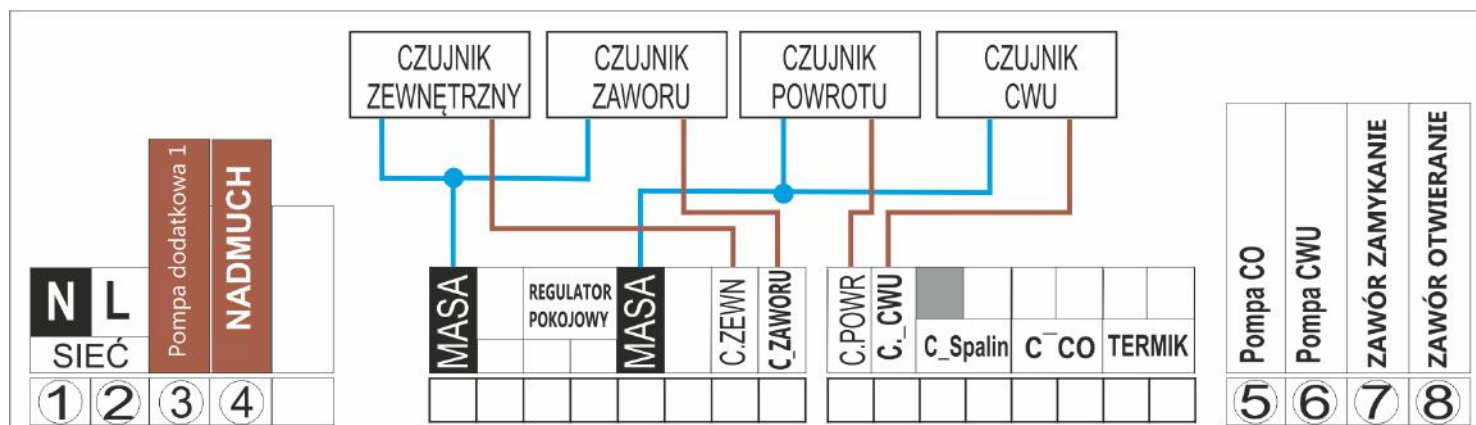 CZUJNIK
ZEWNĘTRZNY
CZUJNIK
ZAWORU
CZUJNIK
POWROTU
CZUJNIK
CWU
N L
SIEĆ
Pompa dodatkowa 1
NADMUCH
MASA
REGULATOR
POKOJOWY
MASA
C.ZEWN
C_ZAWORU
C.POWR
C._CWU
C_Spalin
C¯CO
TERMIK
Pompa CO
Pompa CWU
ZAWÓR ZAMYKANIE
ZAWÓR OTWIERANIE
1 2 3 4
5 6 7 8